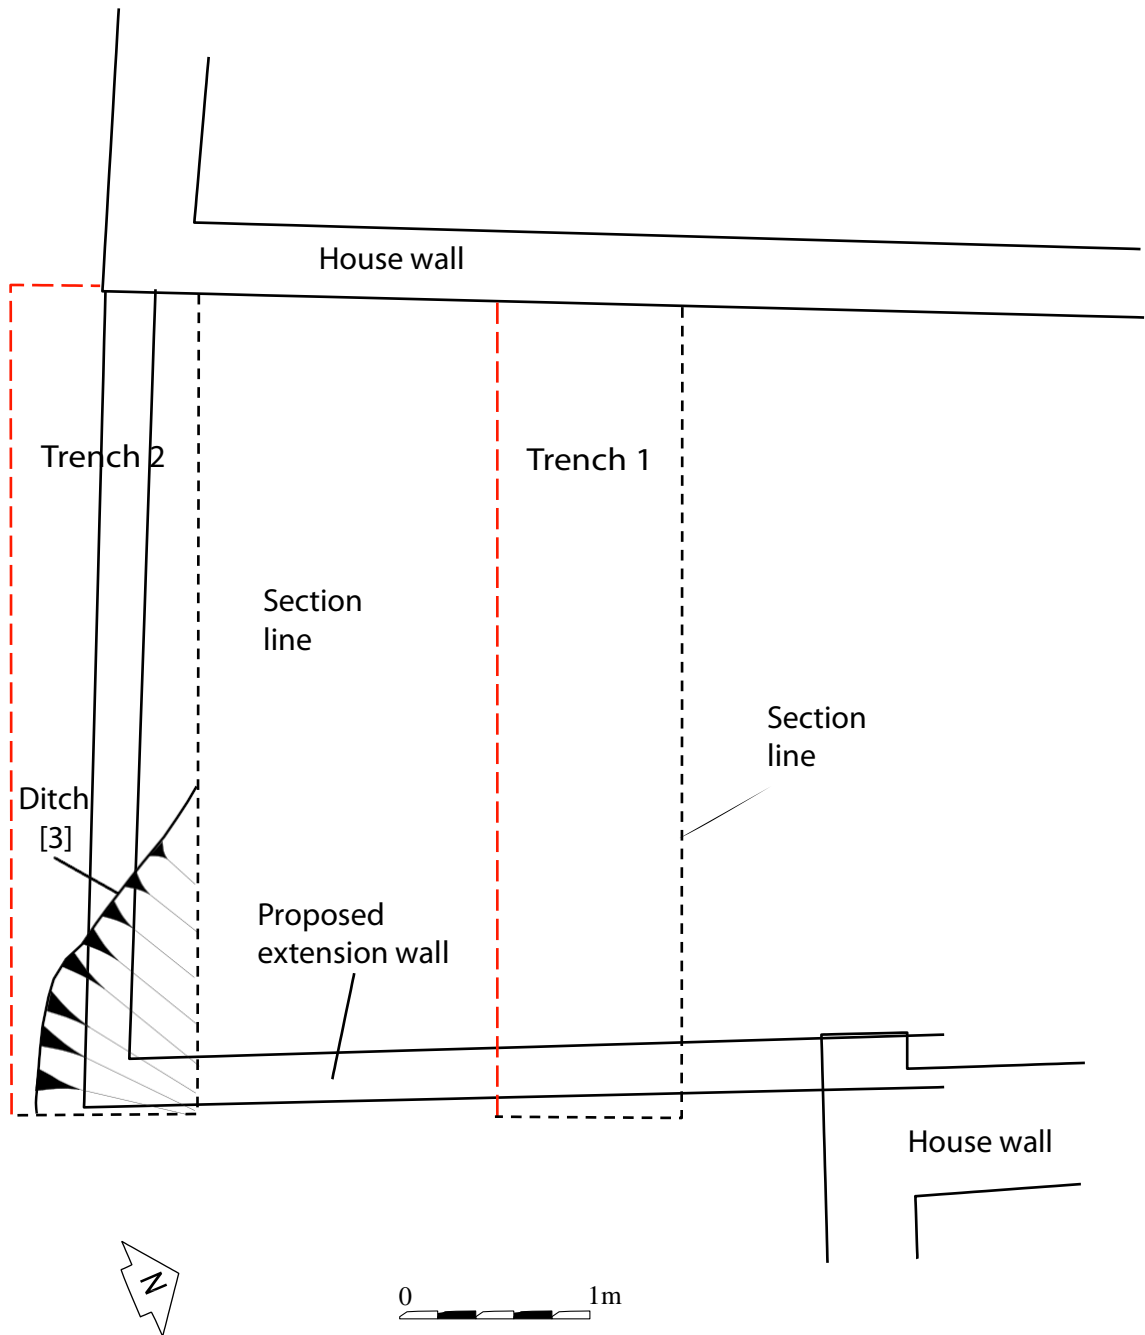 House wall
Trench 2
Trench 1
Section
line
Section
line
Ditch
[3]
Proposed
extension wall
House wall
N
0 1m